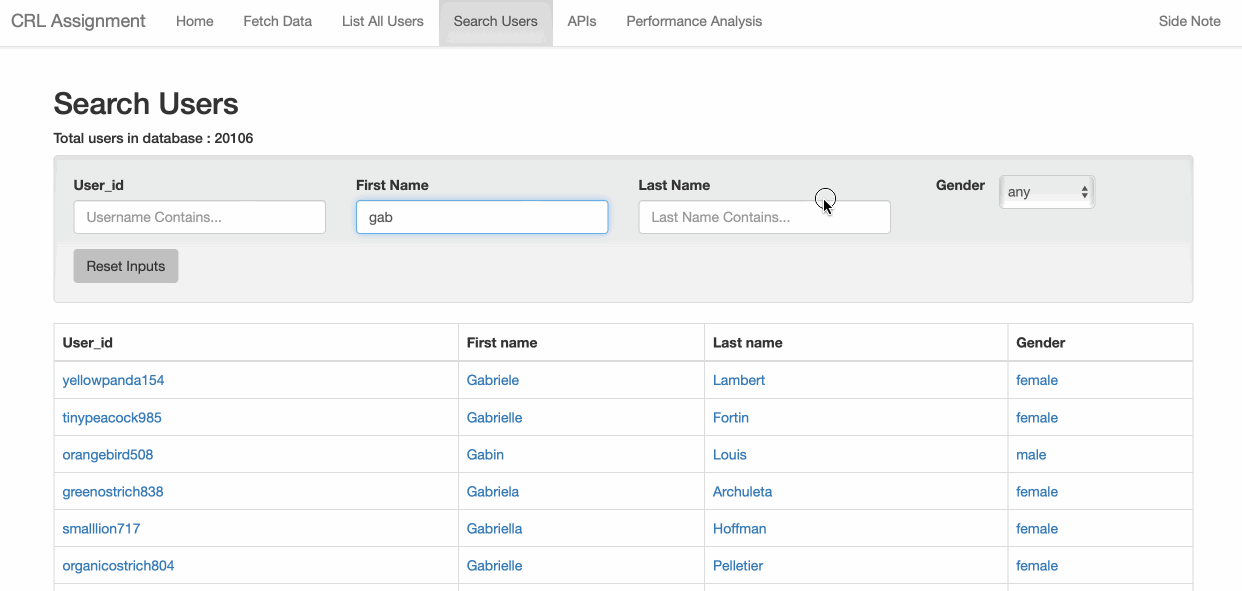 CRL Assignment Home Fetch Data List All Users Search Users APIs Performance Analysis Side Note
Search Users
Total users in database : 20106
User_id First Name Last Name Gender any
Username Contains... gab Last Name Contains...
Reset Inputs
User_id First name Last name Gender
yellowpanda154 Gabriele Lambert female
tinypeacock985 Gabrielle Fortin female
orangebird508 Gabin Louis male
greenostrich838 Gabriela Archuleta female
smalllion717 Gabriella Hoffman female
organicostrich804 Gabrielle Pelletier female